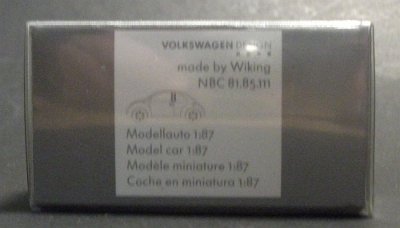 VOLKSWAGEN DESIGN
made by Wiking
NBC 81.85.111
Modellauto 1:87
Model car 1:87
Modèle miniature 1:87
Coche en miniatura 1:87